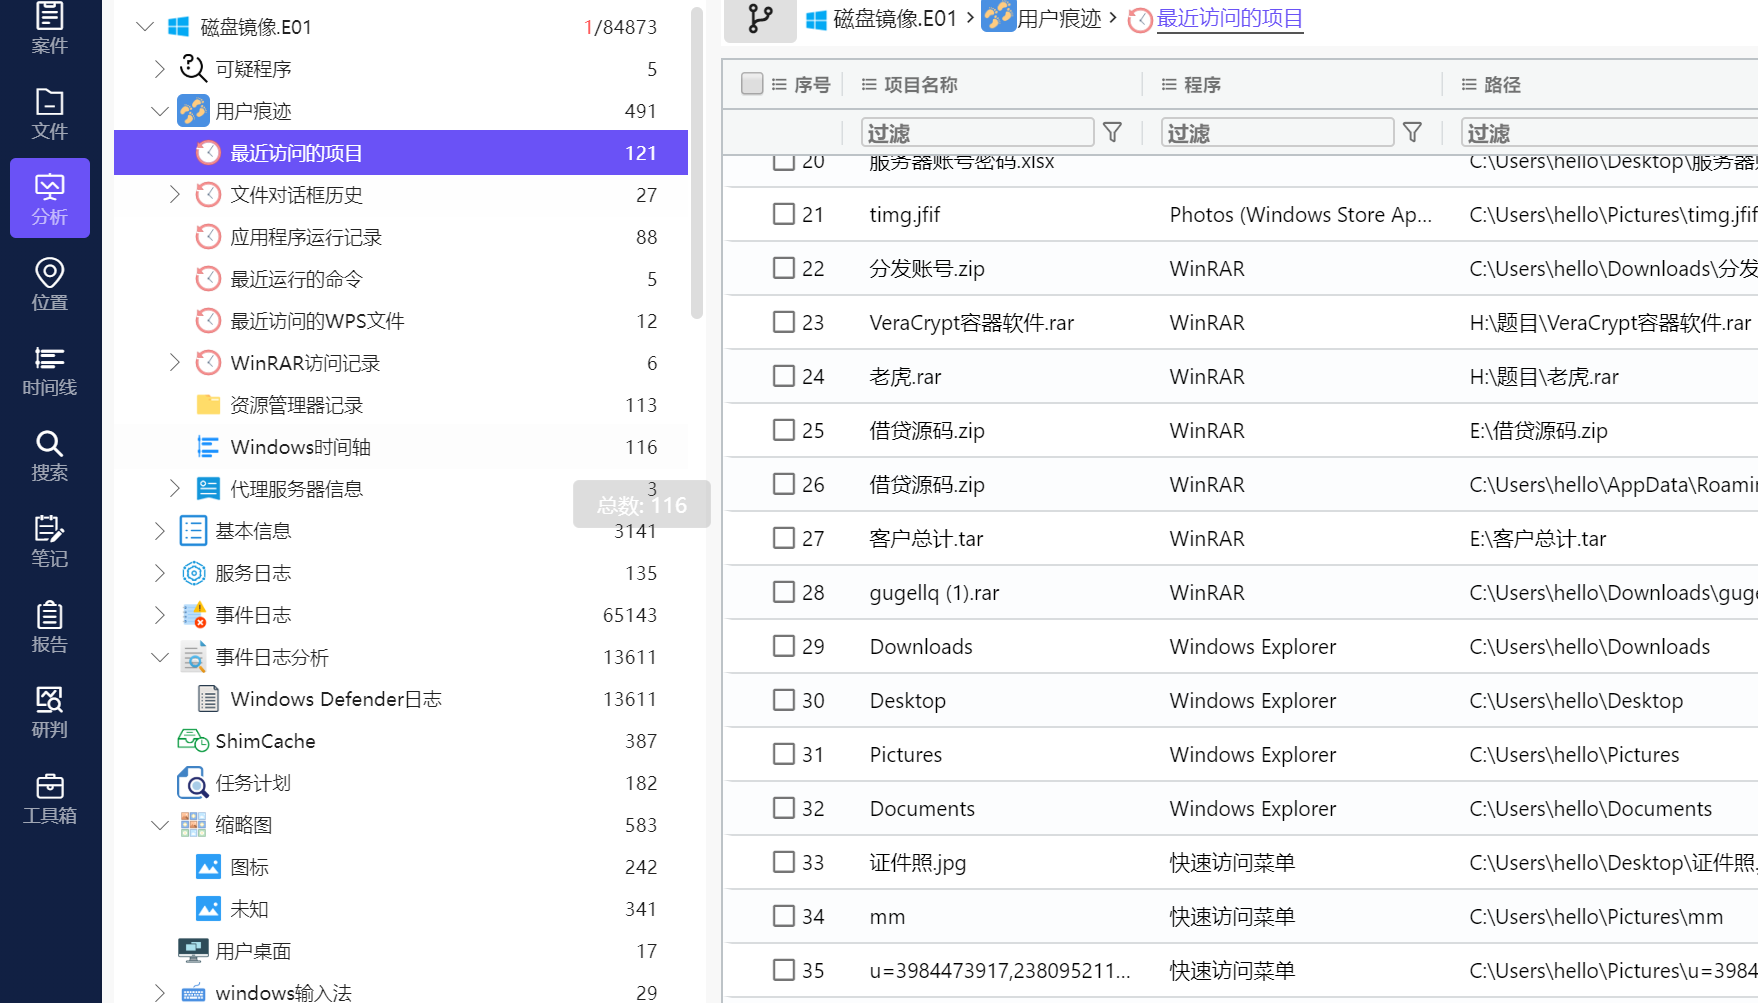 案件
文件
分析
位置
时间线
搜索
笔记
报告
研判
工具箱
磁盘镜像.E01 1/84873
可疑程序 5
用户痕迹 491
最近访问的项目 121
文件对话框历史 27
应用程序运行记录 88
最近运行的命令 5
最近访问的WPS文件 12
WinRAR访问记录 6
资源管理器记录 113
Windows时间轴 116
代理服务器信息 3
总数: 116
基本信息 3141
服务日志 135
事件日志 65143
事件日志分析 13611
Windows Defender日志 13611
ShimCache 387
任务计划 182
缩略图 583
图标 242
未知 341
用户桌面 17
windows输入法 29
磁盘镜像.E01 > 用户痕迹 > 最近访问的项目
序号 项目名称 程序 路径
过滤 过滤 过滤
20 服务器账号密码.xlsx C:\Users\hello\Desktop\服务器
21 timg.jfif Photos (Windows Store Ap... C:\Users\hello\Pictures\timg.jfif
22 分发账号.zip WinRAR C:\Users\hello\Downloads\分发
23 VeraCrypt容器软件.rar WinRAR H:\题目\VeraCrypt容器软件.rar
24 老虎.rar WinRAR H:\题目\老虎.rar
25 借贷源码.zip WinRAR E:\借贷源码.zip
26 借贷源码.zip WinRAR C:\Users\hello\AppData\Roamin
27 客户总计.tar WinRAR E:\客户总计.tar
28 gugellq (1).rar WinRAR C:\Users\hello\Downloads\guge
29 Downloads Windows Explorer C:\Users\hello\Downloads
30 Desktop Windows Explorer C:\Users\hello\Desktop
31 Pictures Windows Explorer C:\Users\hello\Pictures
32 Documents Windows Explorer C:\Users\hello\Documents
33 证件照.jpg 快速访问菜单 C:\Users\hello\Desktop\证件照.
34 mm 快速访问菜单 C:\Users\hello\Pictures\mm
35 u=3984473917,238095211... 快速访问菜单 C:\Users\hello\Pictures\u=3984